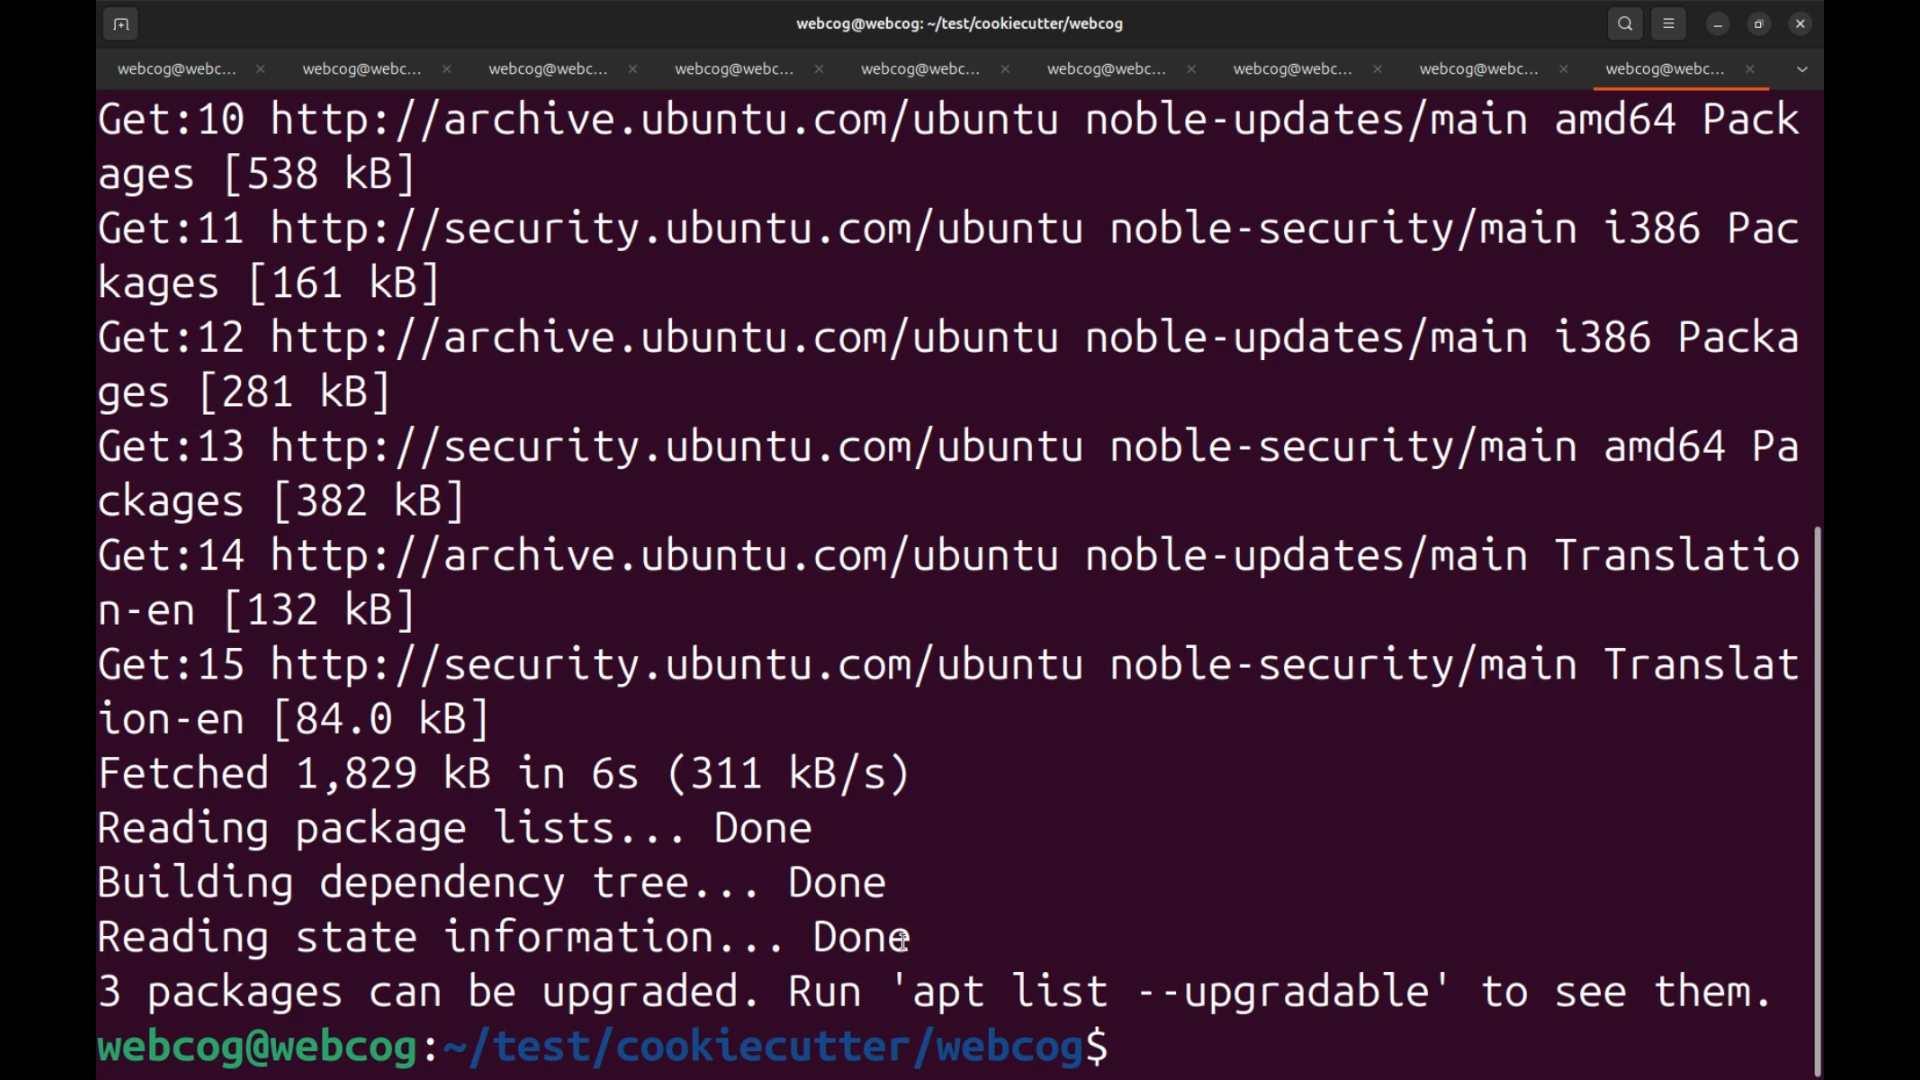 webcog@webcog: ~/test/cookiecutter/webcog
webcog@webc... webcog@webc... webcog@webc... webcog@webc... webcog@webc... webcog@webc... webcog@webc... webcog@webc... webcog@webc...
Get:10 http://archive.ubuntu.com/ubuntu noble-updates/main amd64 Pack
ages [538 kB]
Get:11 http://security.ubuntu.com/ubuntu noble-security/main i386 Pac
kages [161 kB]
Get:12 http://archive.ubuntu.com/ubuntu noble-updates/main i386 Packa
ges [281 kB]
Get:13 http://security.ubuntu.com/ubuntu noble-security/main amd64 Pa
ckages [382 kB]
Get:14 http://archive.ubuntu.com/ubuntu noble-updates/main Translatio
n-en [132 kB]
Get:15 http://security.ubuntu.com/ubuntu noble-security/main Translat
ion-en [84.0 kB]
Fetched 1,829 kB in 6s (311 kB/s)
Reading package lists... Done
Building dependency tree... Done
Reading state information... Done
3 packages can be upgraded. Run 'apt list --upgradable' to see them.
webcog@webcog:~/test/cookiecutter/webcog$